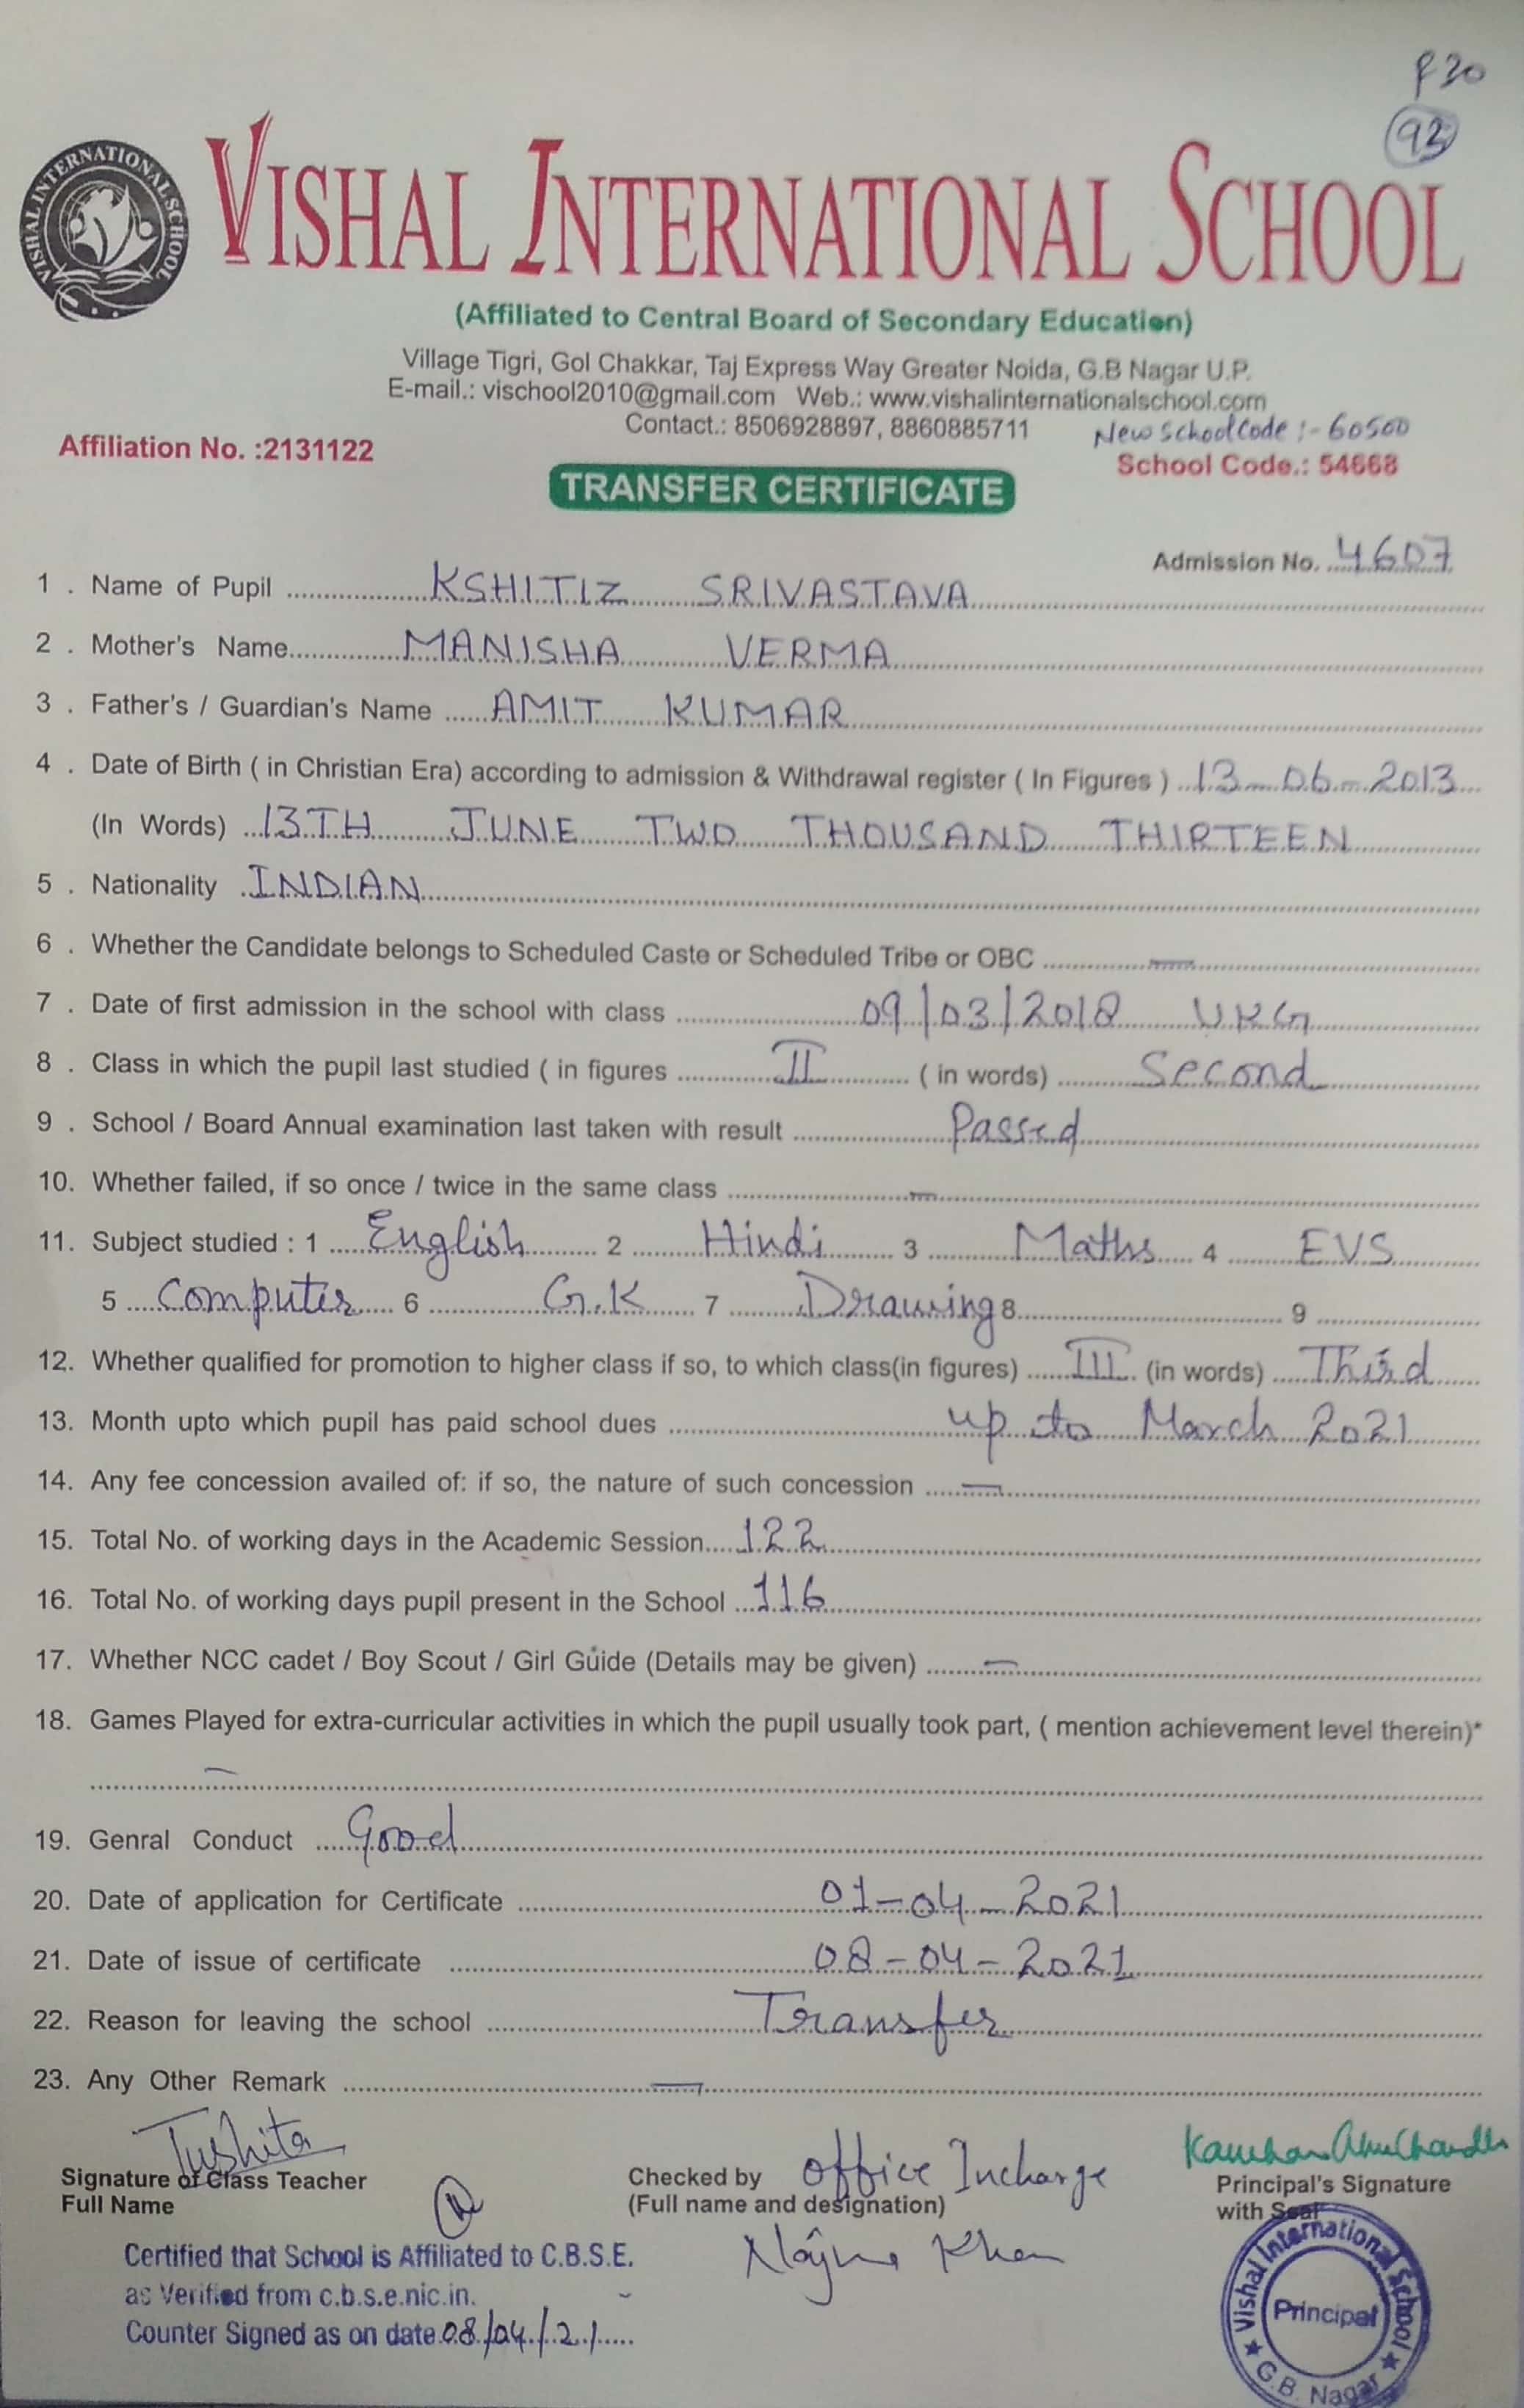 P30
92
VISHAL INTERNATIONAL SCHOOL
VISHAL INTERNATIONAL SCHOOL
(Affiliated to Central Board of Secondary Education)
Village Tigri, Gol Chakkar, Taj Express Way Greater Noida, G.B Nagar U.P.
E-mail.: vischool2010@gmail.com Web.: www.vishalinternationalschool.com
Contact.: 8506928897, 8860885711 New School Code :- 60500
Affiliation No. :2131122 School Code.: 54668
TRANSFER CERTIFICATE
Admission No. 4607
1 . Name of Pupil KSHITIZ SRIVASTAVA
2 . Mother's Name MANISHA VERMA
3 . Father's / Guardian's Name AMIT KUMAR
4 . Date of Birth ( in Christian Era) according to admission & Withdrawal register ( In Figures ) 13-06-2013
(In Words) 13TH JUNE TWO THOUSAND THIRTEEN
5 . Nationality INDIAN
6 . Whether the Candidate belongs to Scheduled Caste or Scheduled Tribe or OBC —
7 . Date of first admission in the school with class 09/03/2018 UKG
8 . Class in which the pupil last studied ( in figures II ( in words) Second
9 . School / Board Annual examination last taken with result Passed
10. Whether failed, if so once / twice in the same class —
11. Subject studied : 1 English 2 Hindi 3 Maths 4 EVS
5 Computer 6 G.K 7 Drawing 8 9
12. Whether qualified for promotion to higher class if so, to which class(in figures) III (in words) Third
13. Month upto which pupil has paid school dues up to March 2021
14. Any fee concession availed of: if so, the nature of such concession —
15. Total No. of working days in the Academic Session 122
16. Total No. of working days pupil present in the School 116
17. Whether NCC cadet / Boy Scout / Girl Guide (Details may be given) —
18. Games Played for extra-curricular activities in which the pupil usually took part, ( mention achievement level therein)*
—
19. Genral Conduct Good
20. Date of application for Certificate 01-04-2021
21. Date of issue of certificate 08-04-2021
22. Reason for leaving the school Transfer
23. Any Other Remark —
Tushita
Signature of Class Teacher Checked by Office Incharge Principal's Signature
Full Name (Full name and designation) with Seal
Khan
Certified that School is Affiliated to C.B.S.E.
as Verified from c.b.s.e.nic.in.
Counter Signed as on date 08/04/21
Vishal International School
Principal
G.B. Nagar